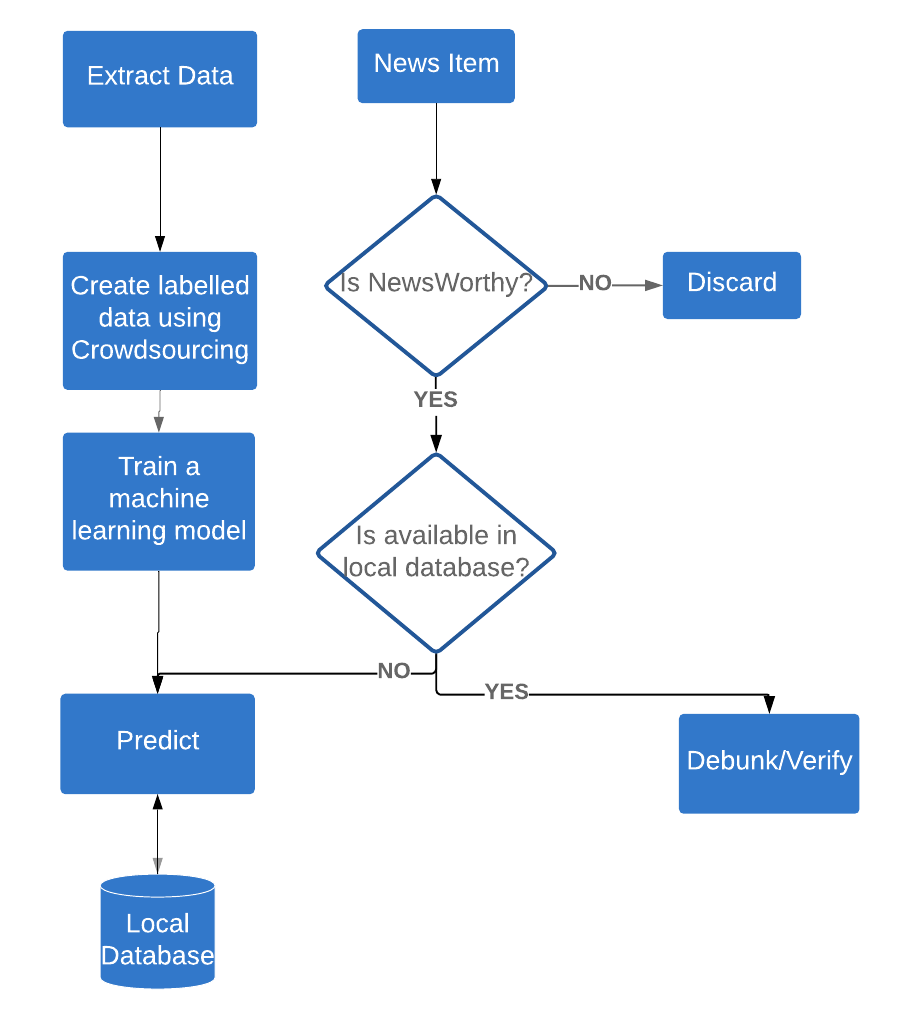 Extract Data
News Item
Create labelled
data using
Crowdsourcing
Is NewsWorthy?
NO
Discard
YES
Train a
machine
learning model
Is available in
local database?
NO
YES
Predict
Debunk/Verify
Local
Database